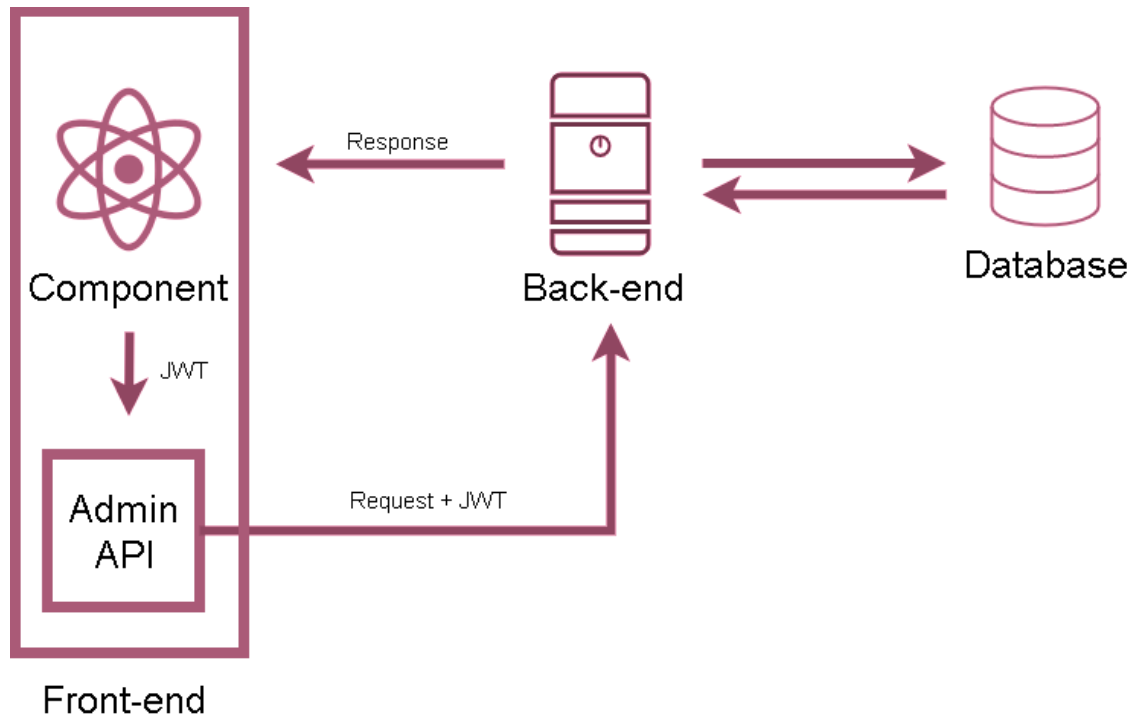 Response
Component
Back-end
Database
JWT
Admin
API
Request + JWT
Front-end